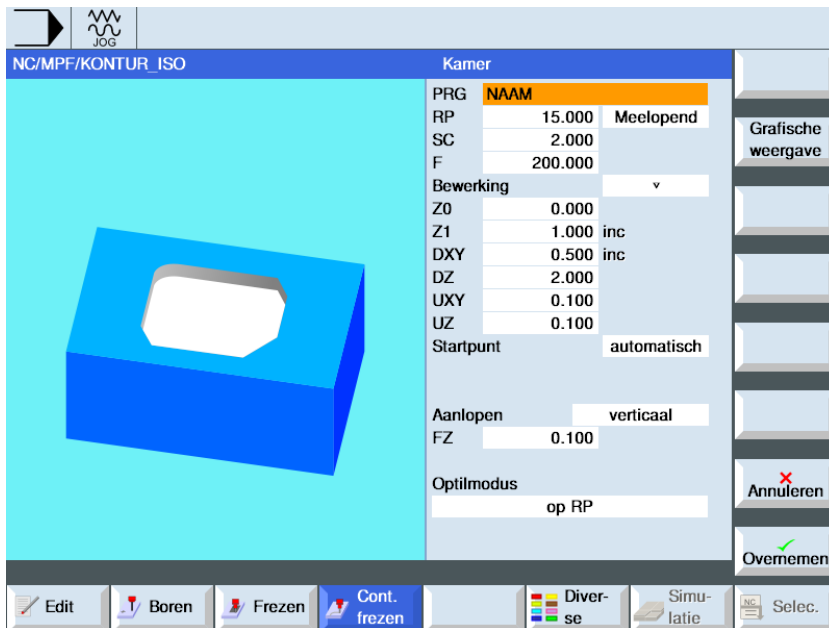 JOG
NC/MPF/KONTUR_ISO
Kamer
PRG NAAM
RP 15.000 Meelopend
SC 2.000
F 200.000
Bewerking ▿
Z0 0.000
Z1 1.000 inc
DXY 0.500 inc
DZ 2.000
UXY 0.100
UZ 0.100
Startpunt automatisch
Aanlopen verticaal
FZ 0.100
Optilmodus
op RP
Grafische
weergave
Annuleren
Overnemen
Edit
Boren
Frezen
Cont.
frezen
Diver-
se
Simu-
latie
NC
Selec.